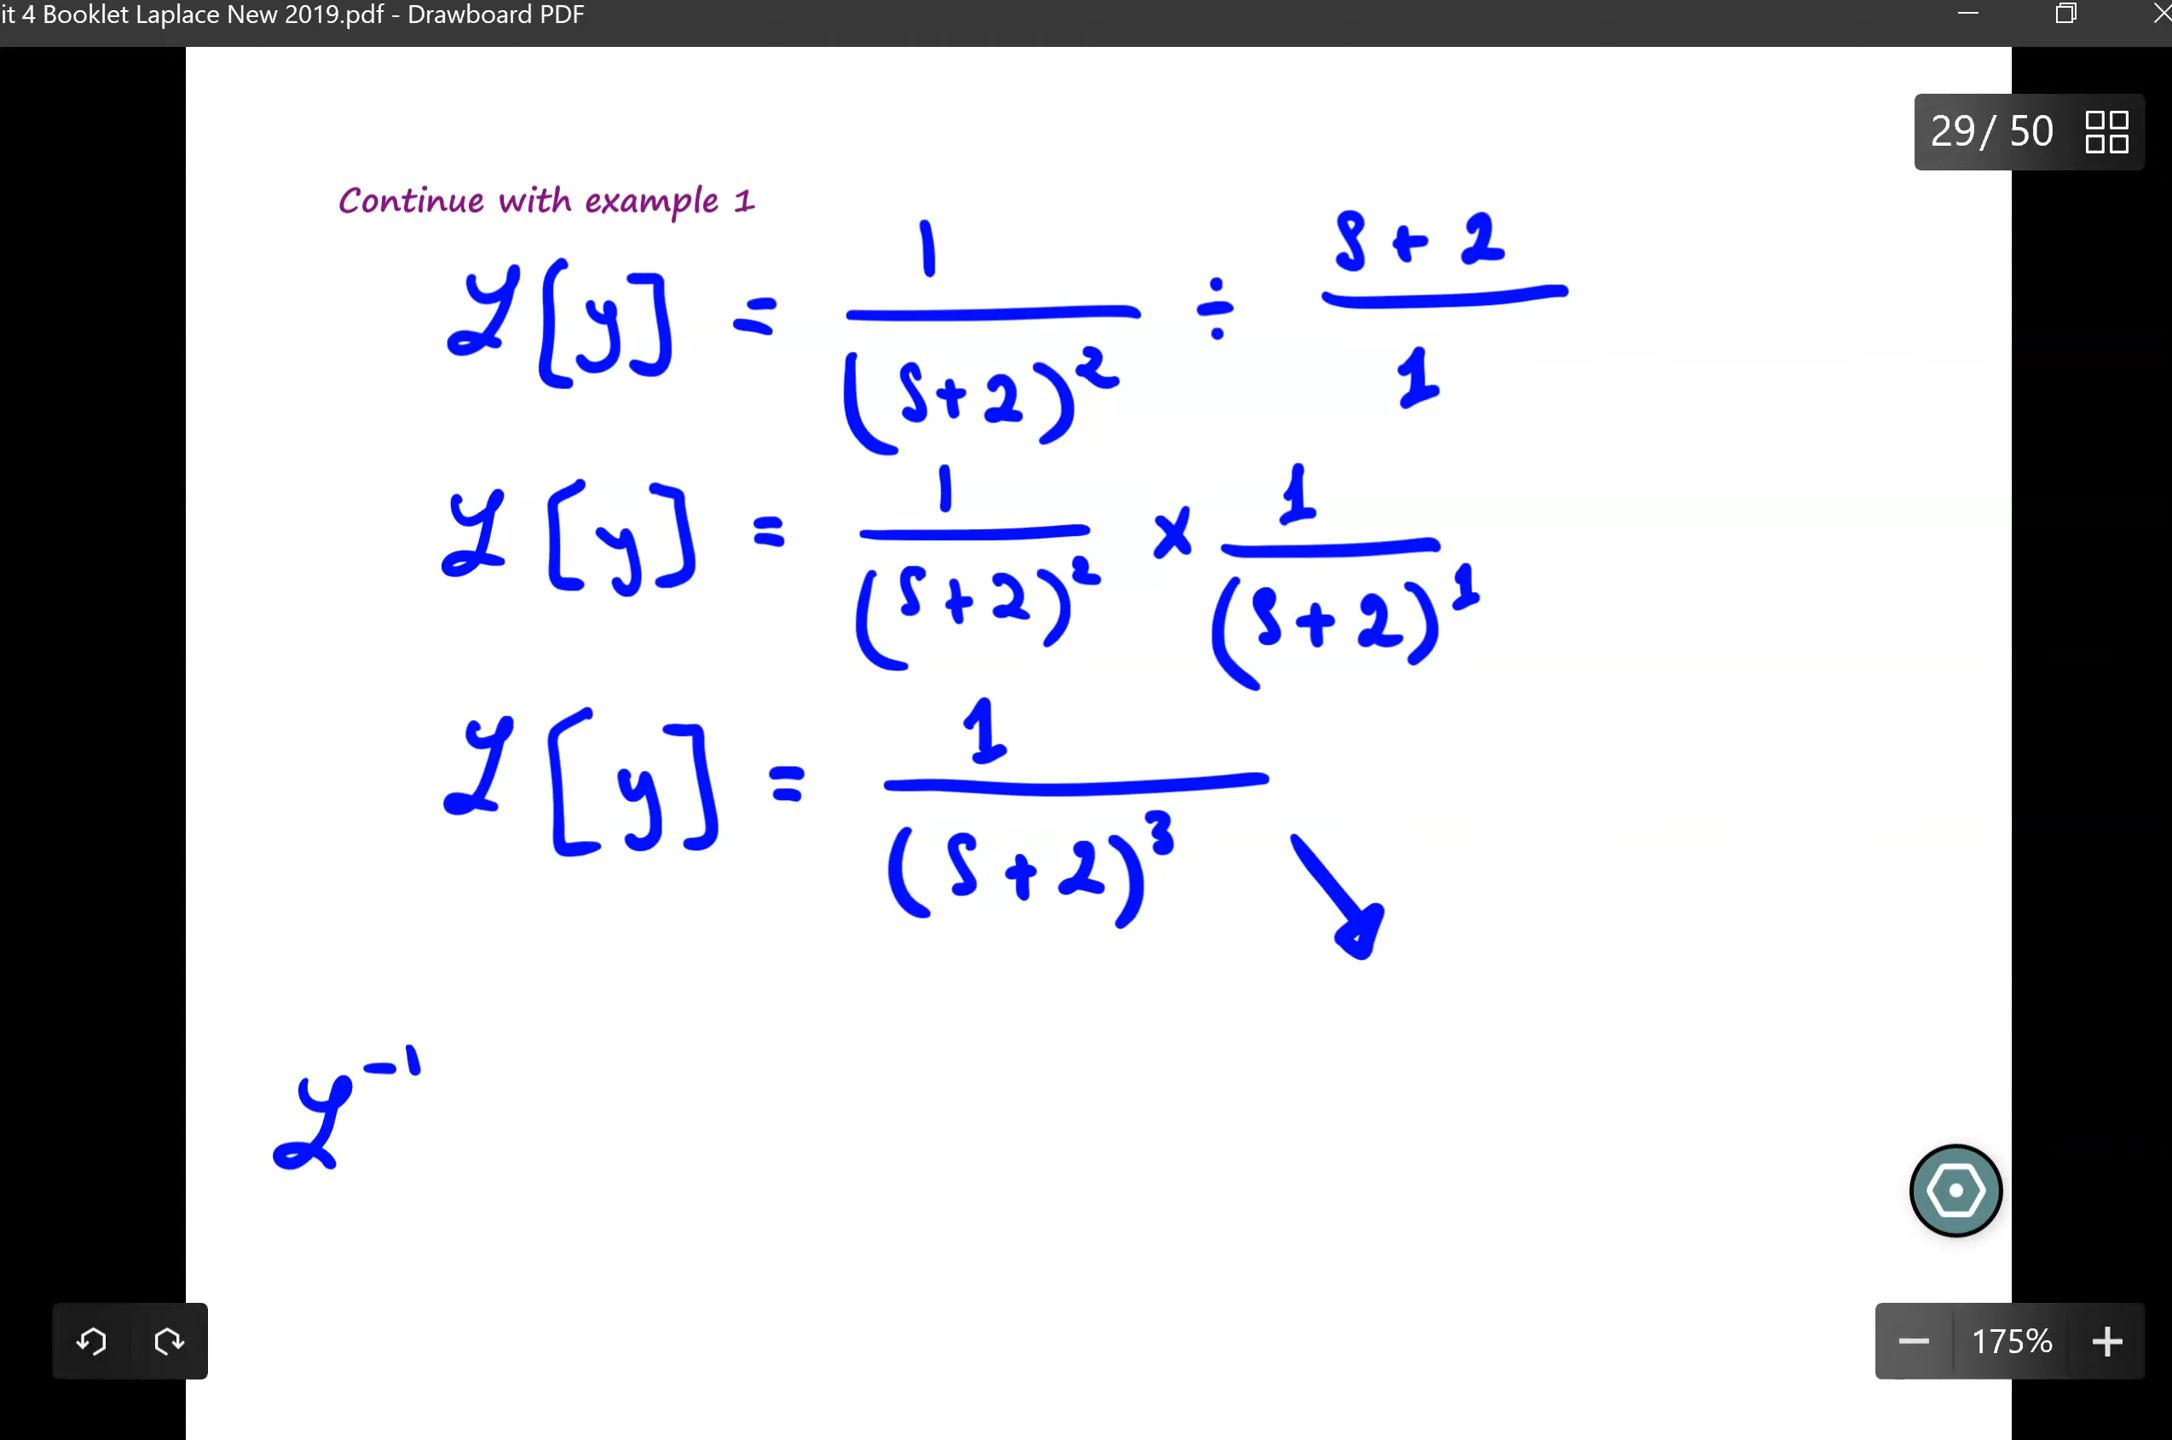 it 4 Booklet Laplace New 2019.pdf - Drawboard PDF
29/ 50
Continue with example 1
ℒ[y] = 1/(s+2)² ÷ s+2/1
ℒ[y] = 1/(s+2)² × 1/(s+2)¹
ℒ[y] = 1/(s+2)³
ℒ⁻¹
175%